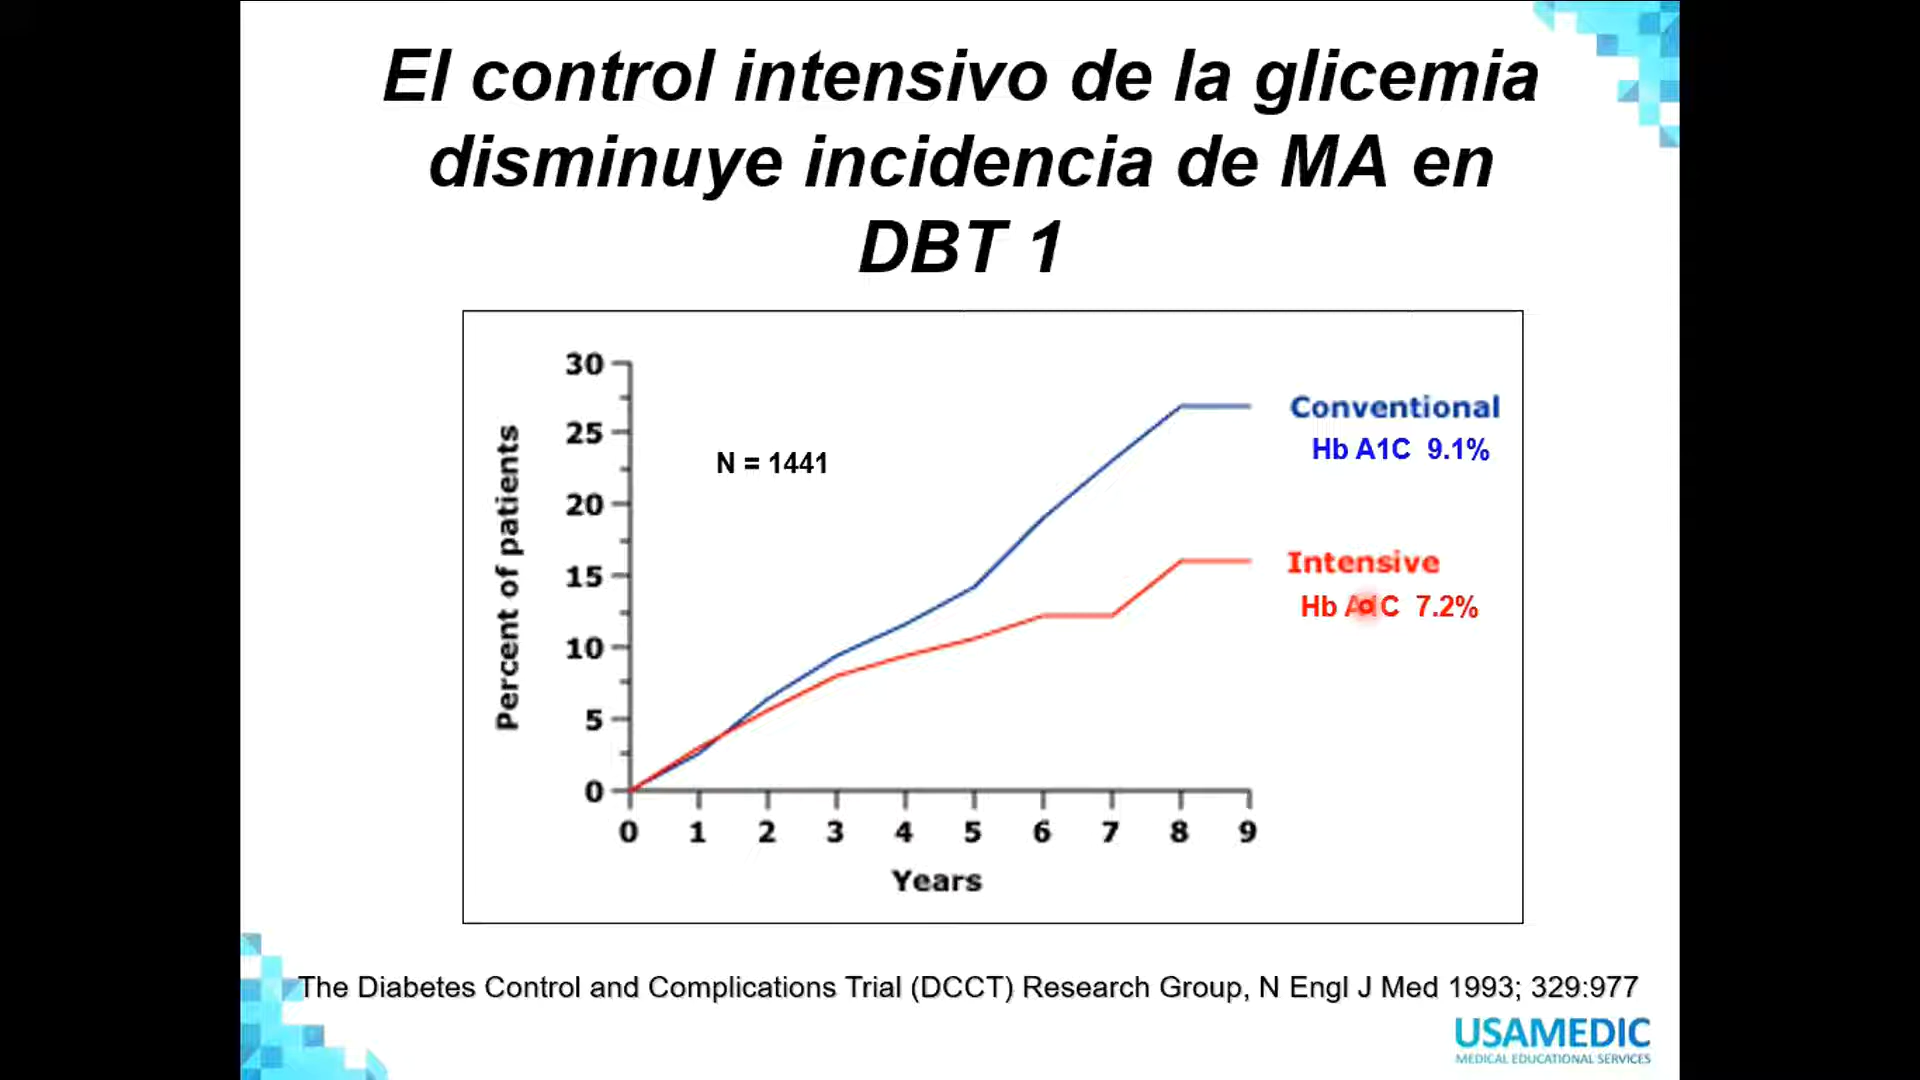 El control intensivo de la glicemia
disminuye incidencia de MA en
DBT 1
30
25
20
15
10
5
0
Percent of patients
N = 1441
Conventional
Hb A1C 9.1%
Intensive
Hb A1C 7.2%
0 1 2 3 4 5 6 7 8 9
Years
The Diabetes Control and Complications Trial (DCCT) Research Group, N Engl J Med 1993; 329:977
USAMEDIC
MEDICAL EDUCATIONAL SERVICES